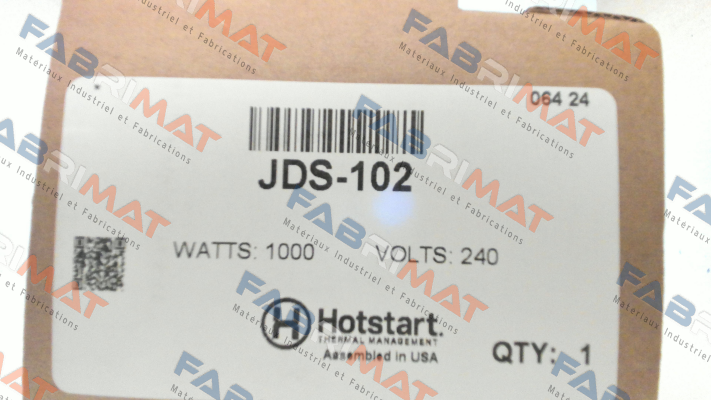 064 24
JDS-102
WATTS: 1000 VOLTS: 240
H Hotstart.
THERMAL MANAGEMENT
Assembled in USA
QTY: 1
FABRIMAT
Matériaux Industriel et Fabrications